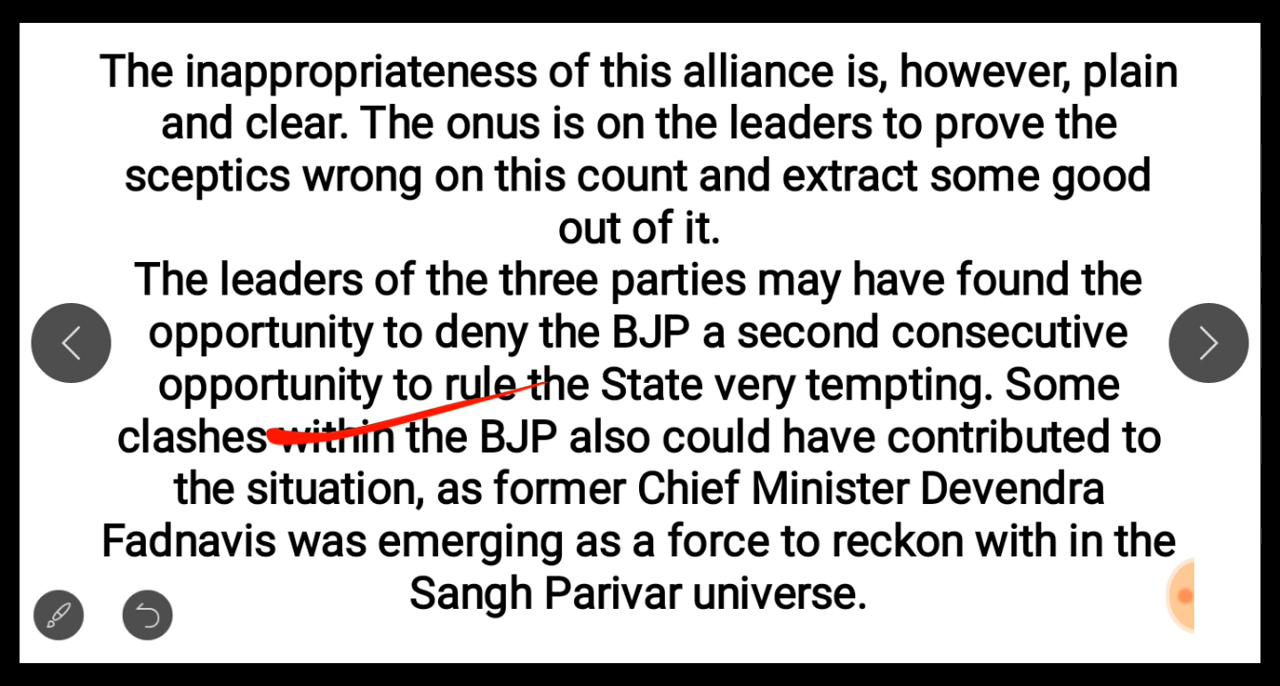 The inappropriateness of this alliance is, however, plain
and clear. The onus is on the leaders to prove the
sceptics wrong on this count and extract some good
out of it.
The leaders of the three parties may have found the
opportunity to deny the BJP a second consecutive
opportunity to rule the State very tempting. Some
clashes within the BJP also could have contributed to
the situation, as former Chief Minister Devendra
Fadnavis was emerging as a force to reckon with in the
Sangh Parivar universe.